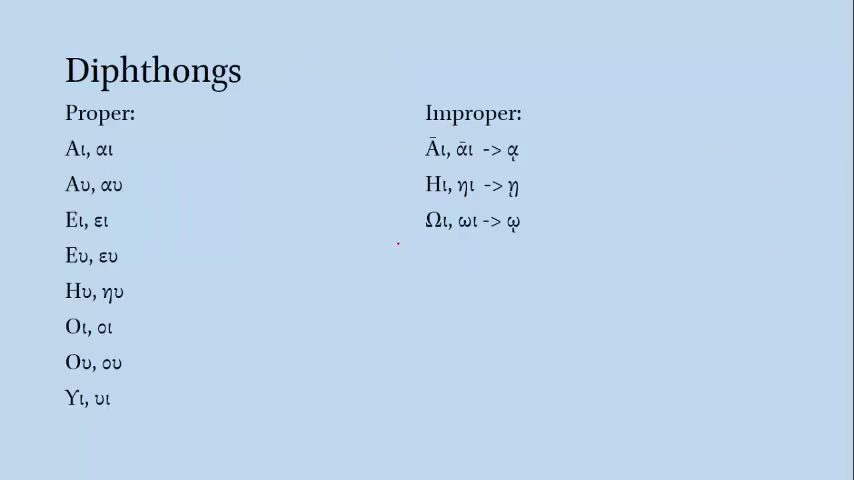 Diphthongs
Proper:
Αι, αι
Αυ, αυ
Ει, ει
Ευ, ευ
Ηυ, ηυ
Οι, οι
Ου, ου
Υι, υι
Improper:
Ᾱι, ᾱι -> ᾳ
Ηι, ηι -> ῃ
Ωι, ωι -> ῳ